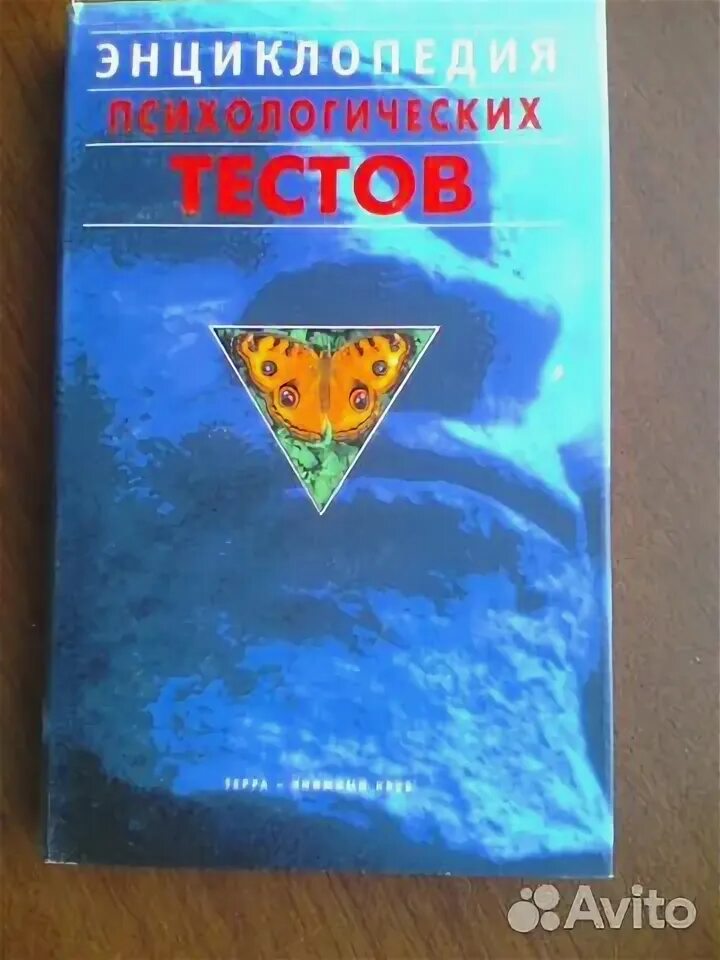 ЭНЦИКЛОПЕДИЯ
ПСИХОЛОГИЧЕСКИХ
ТЕСТОВ
ТЕРРА – КНИЖНЫЙ КЛУБ
Avito